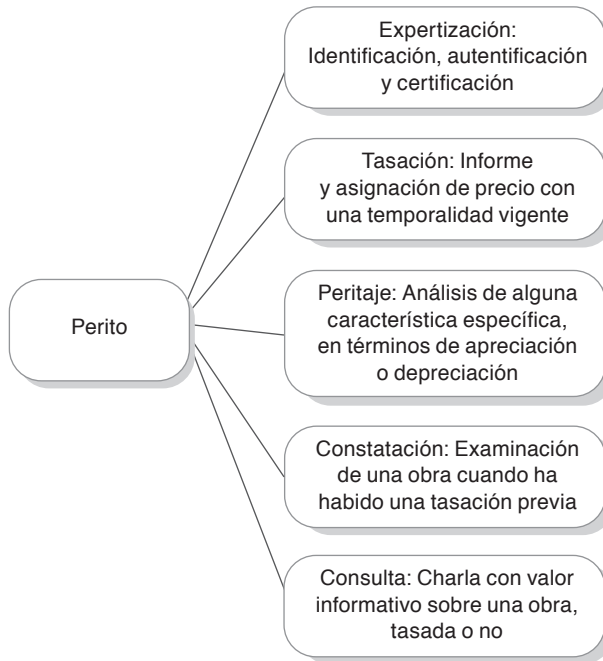 Expertización:
Identificación, autentificación
y certificación
Tasación: Informe
y asignación de precio con
una temporalidad vigente
Perito
Peritaje: Análisis de alguna
característica específica,
en términos de apreciación
o depreciación
Constatación: Examinación
de una obra cuando ha
habido una tasación previa
Consulta: Charla con valor
informativo sobre una obra,
tasada o no